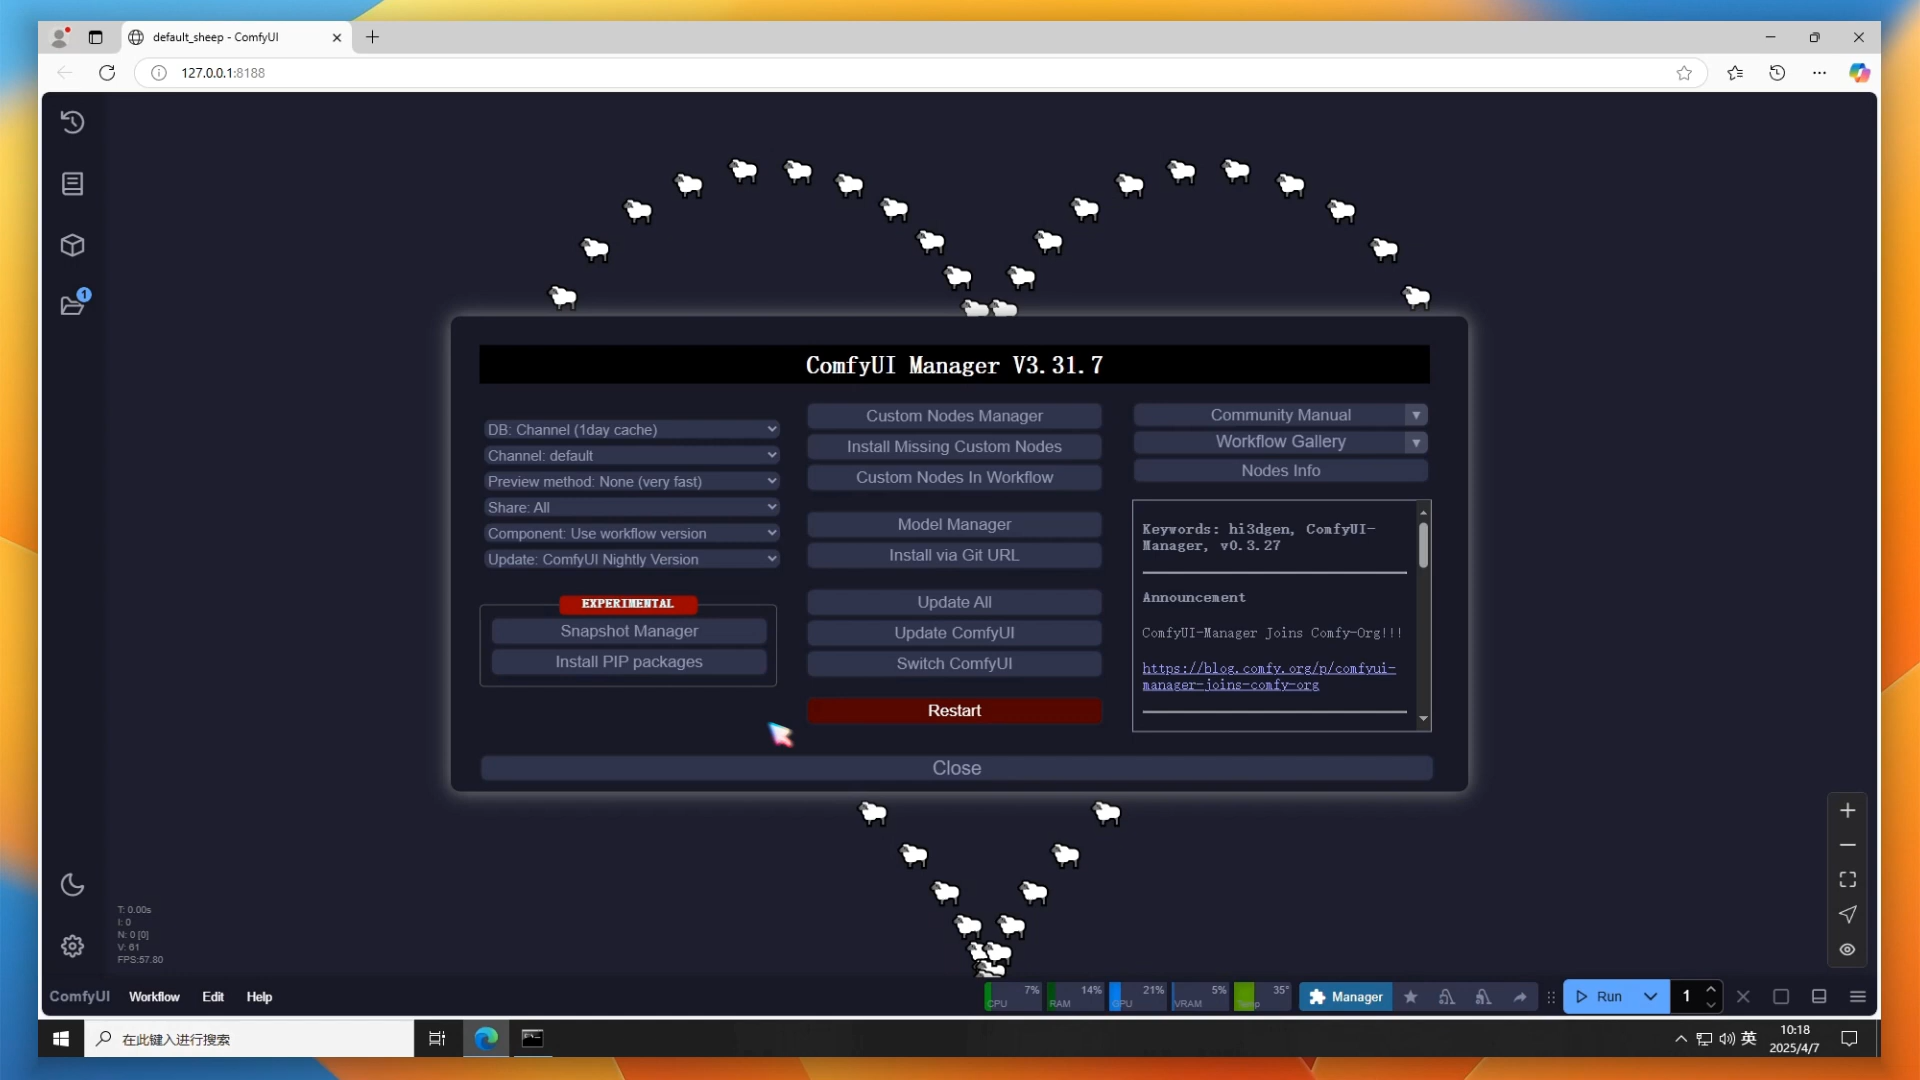 default_sheep - ComfyUI
127.0.0.1:8188
1
ComfyUI Manager V3.31.7
DB: Channel (1day cache)
Channel: default
Preview method: None (very fast)
Share: All
Component: Use workflow version
Update: ComfyUI Nightly Version
EXPERIMENTAL
Snapshot Manager
Install PIP packages
Custom Nodes Manager
Install Missing Custom Nodes
Custom Nodes In Workflow
Model Manager
Install via Git URL
Update All
Update ComfyUI
Switch ComfyUI
Restart
Community Manual
Workflow Gallery
Nodes Info
Keywords: hi3dgen, ComfyUI-
Manager, v0.3.27
Announcement
ComfyUI-Manager Joins Comfy-Org!!!
https://blog.comfy.org/p/comfyui-
manager-joins-comfy-org
Close
T: 0.00s
I: 0
N: 0 [0]
V: 61
FPS:57.80
ComfyUI Workflow Edit Help
CPU 7% RAM 14% GPU 21% VRAM 5% Temp 35°
Manager
Run
1
在此键入进行搜索
英
10:18
2025/4/7